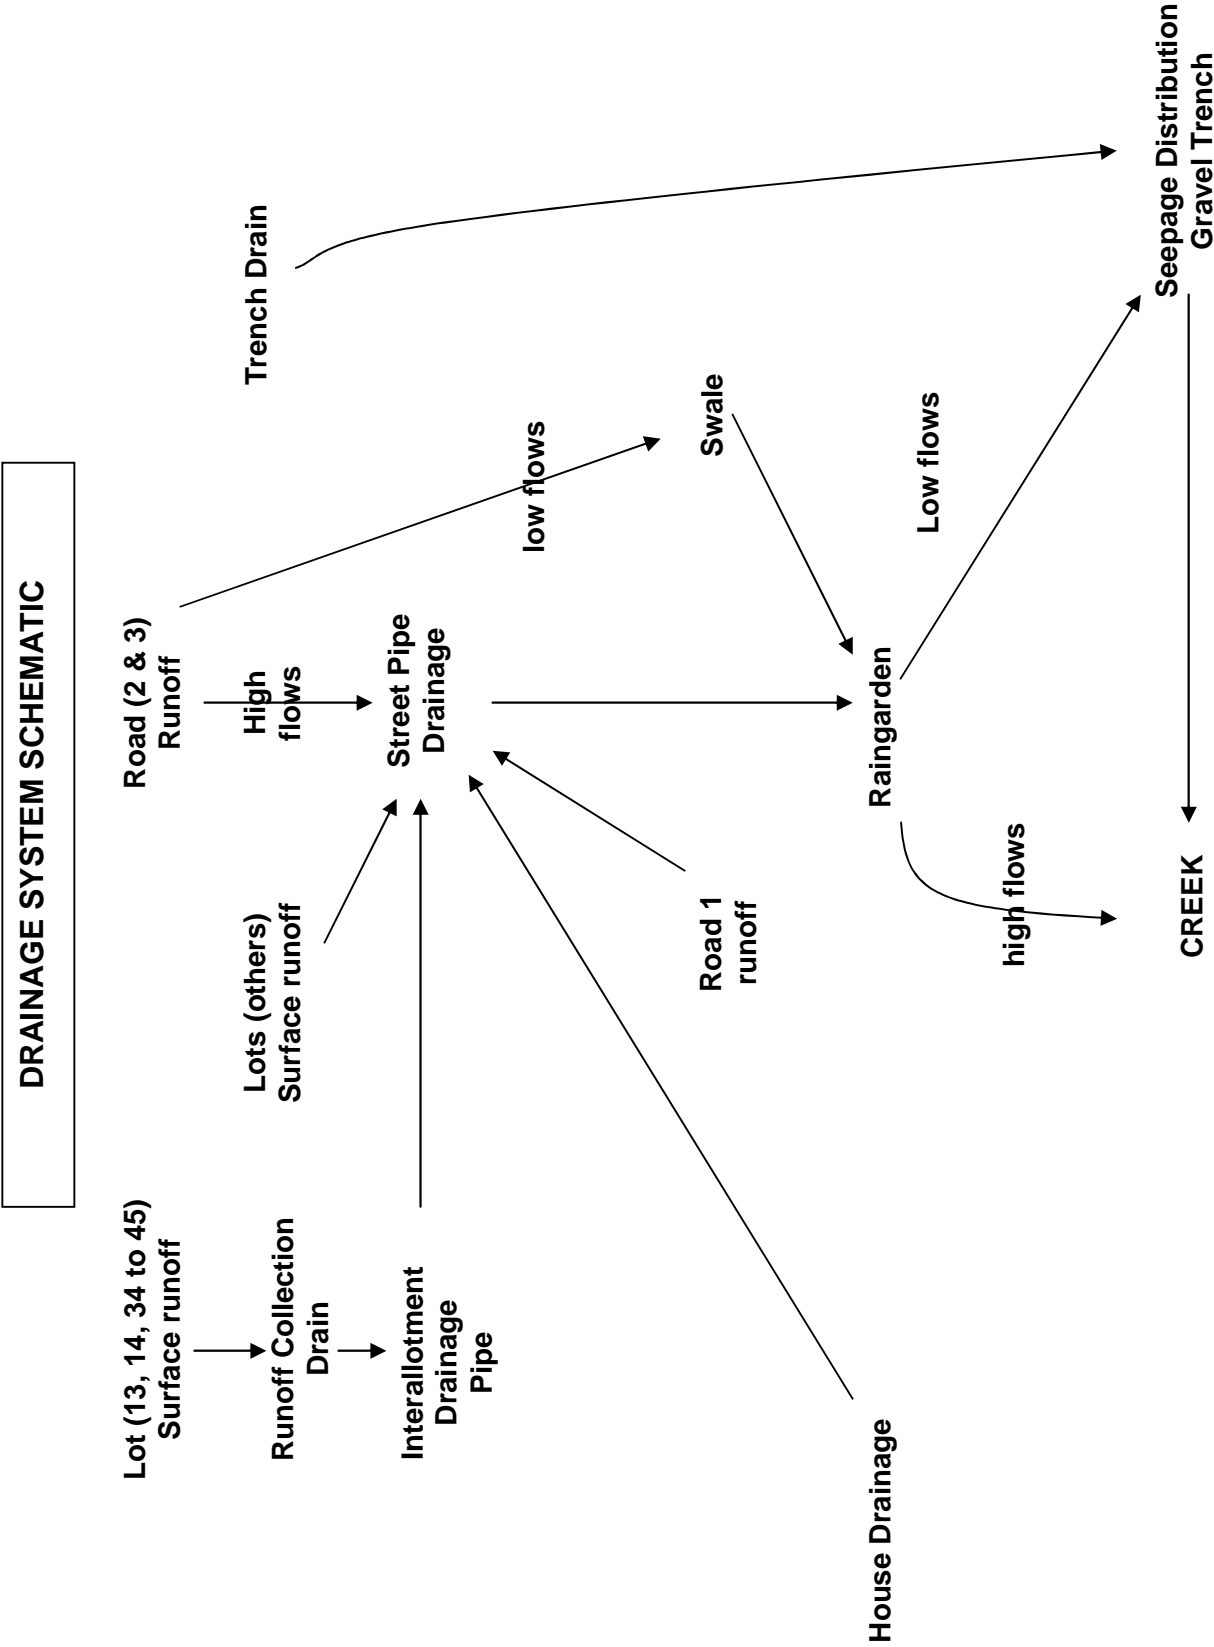 DRAINAGE SYSTEM SCHEMATIC
Lot (13, 14, 34 to 45)
Surface runoff
Road (2 & 3)
Runoff
Runoff Collection
Drain
Lots (others)
Surface runoff
High
flows
Trench Drain
Interallotment
Drainage
Pipe
Street Pipe
Drainage
low flows
Road 1
runoff
Swale
House Drainage
Raingarden
Low flows
high flows
CREEK
Seepage Distribution
Gravel Trench